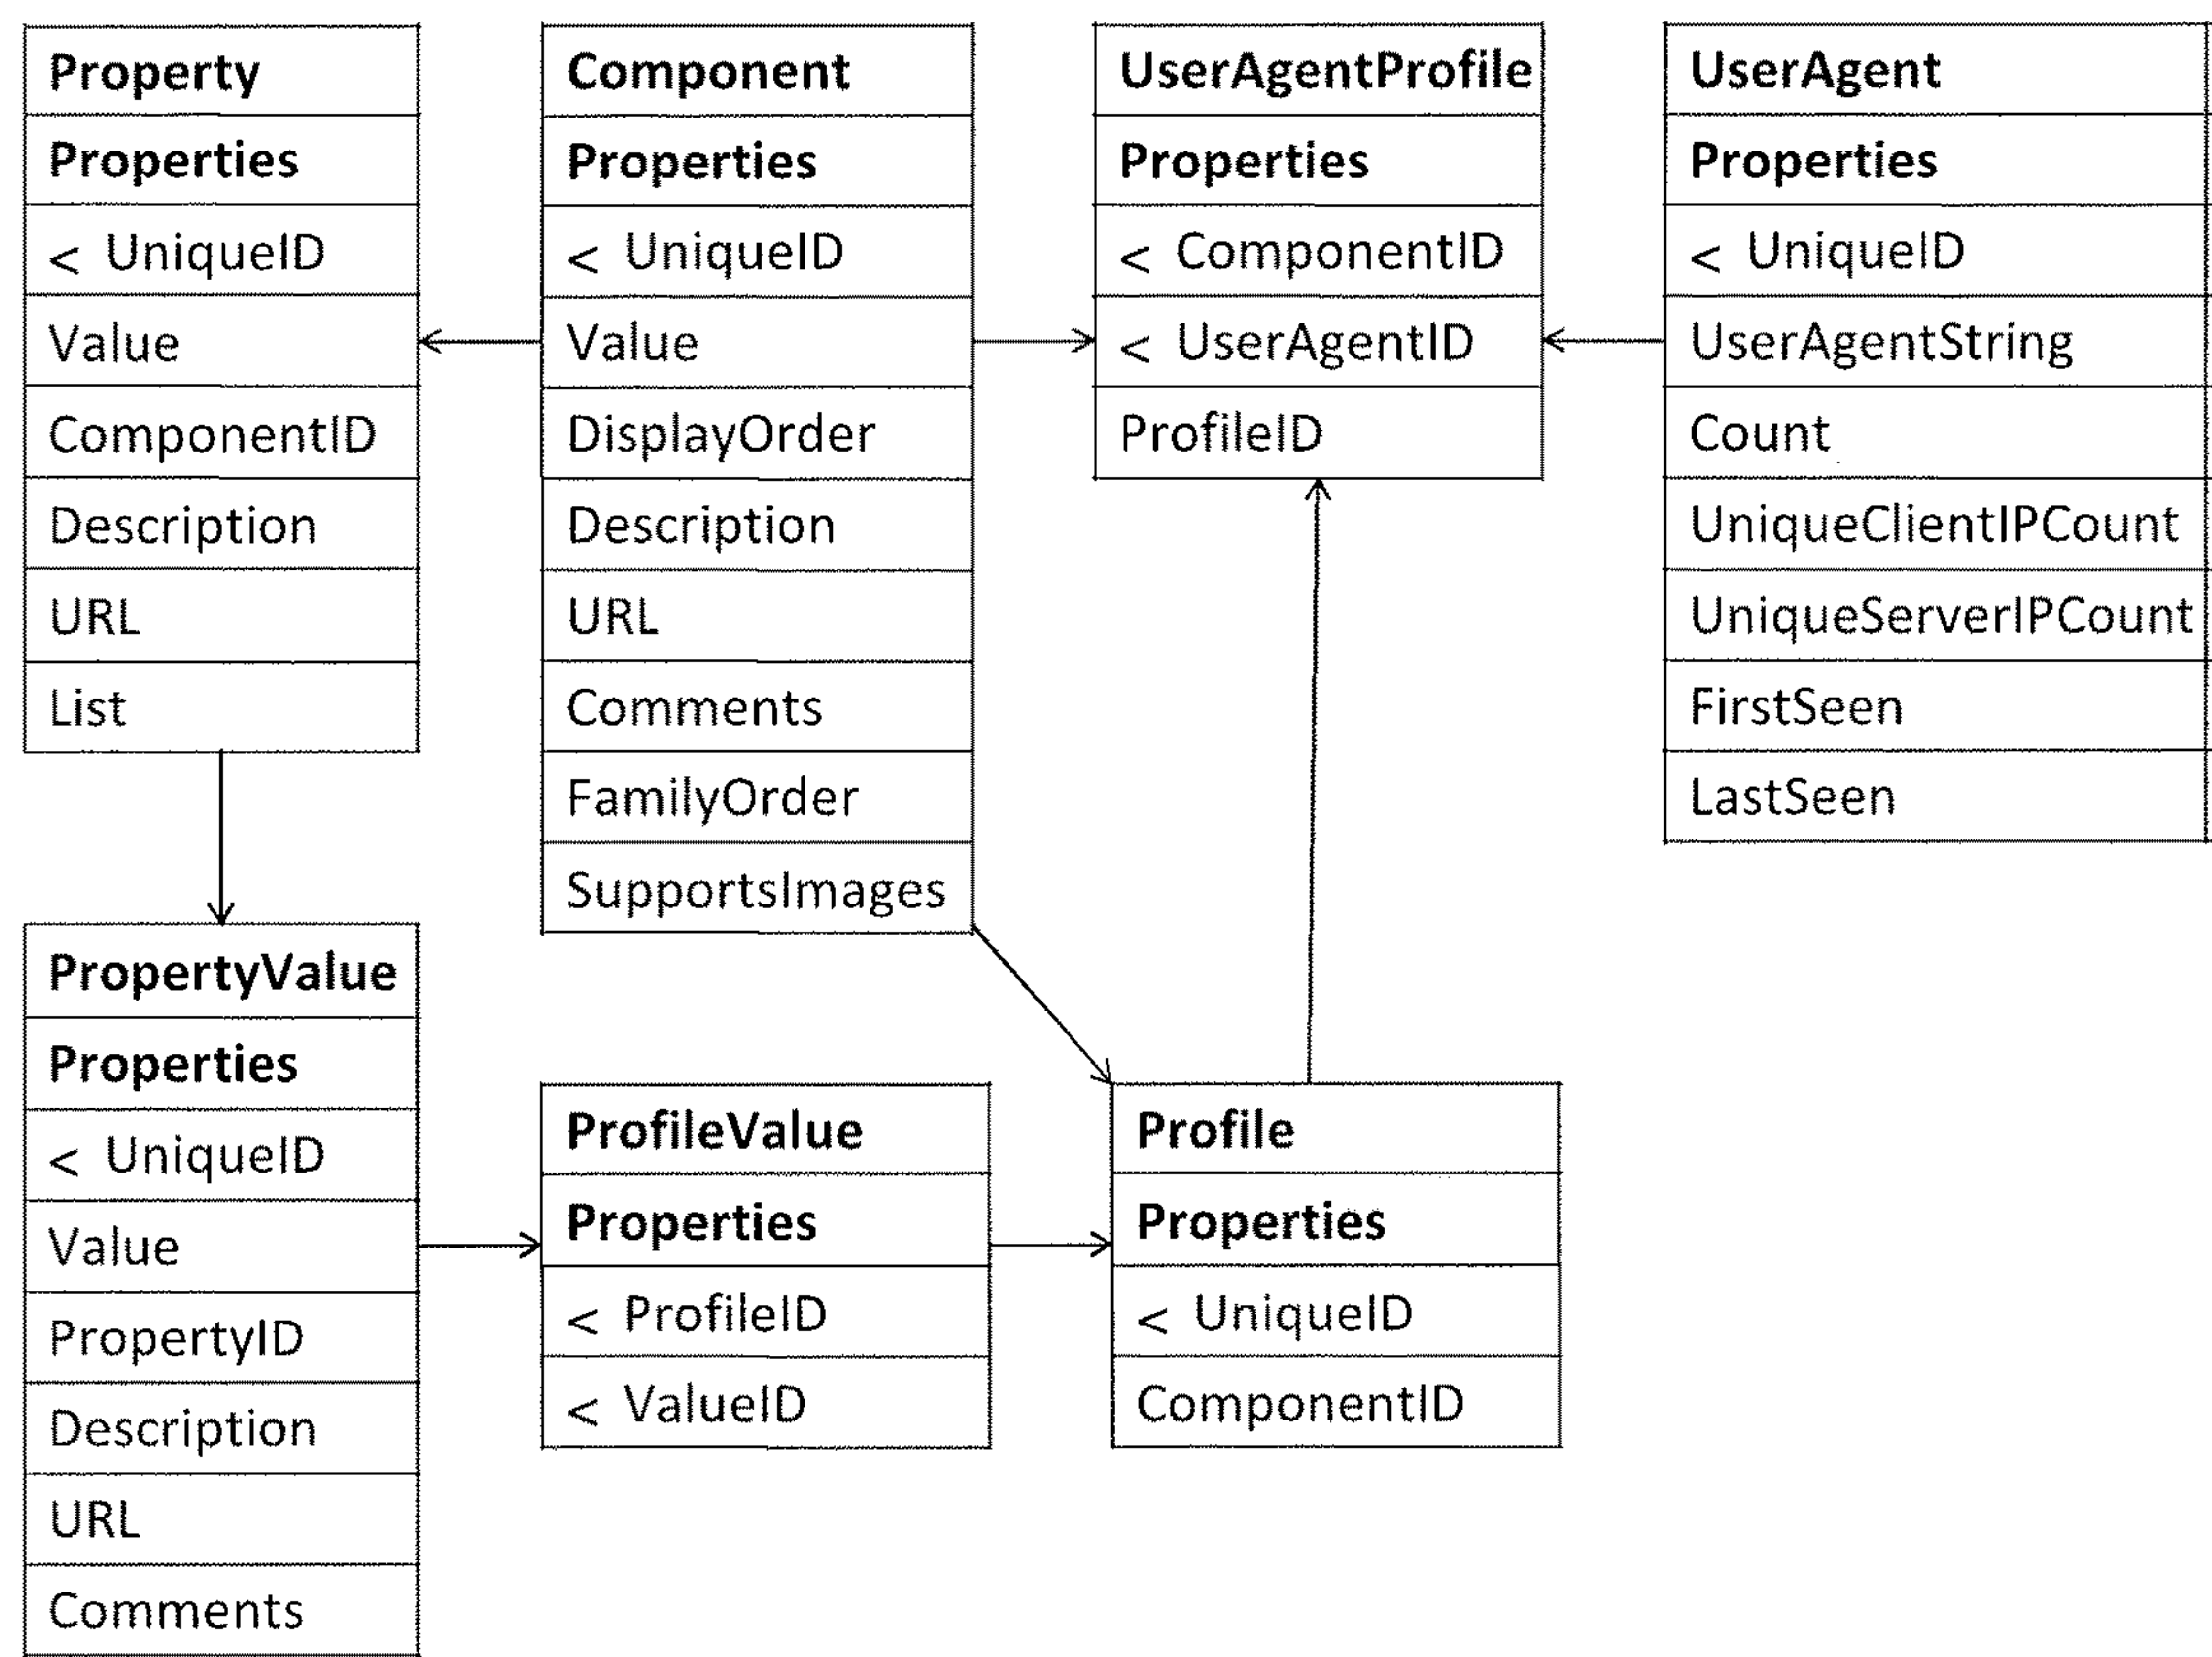 Property
Properties
< UniqueID
Value
ComponentID
Description
URL
List
Component
Properties
< UniqueID
Value
DisplayOrder
Description
URL
Comments
FamilyOrder
SupportsImages
UserAgentProfile
Properties
< ComponentID
< UserAgentID
ProfileID
UserAgent
Properties
< UniqueID
UserAgentString
Count
UniqueClientIPCount
UniqueServerIPCount
FirstSeen
LastSeen
PropertyValue
Properties
< UniqueID
Value
PropertyID
Description
URL
Comments
ProfileValue
Properties
< ProfileID
< ValueID
Profile
Properties
< UniqueID
ComponentID